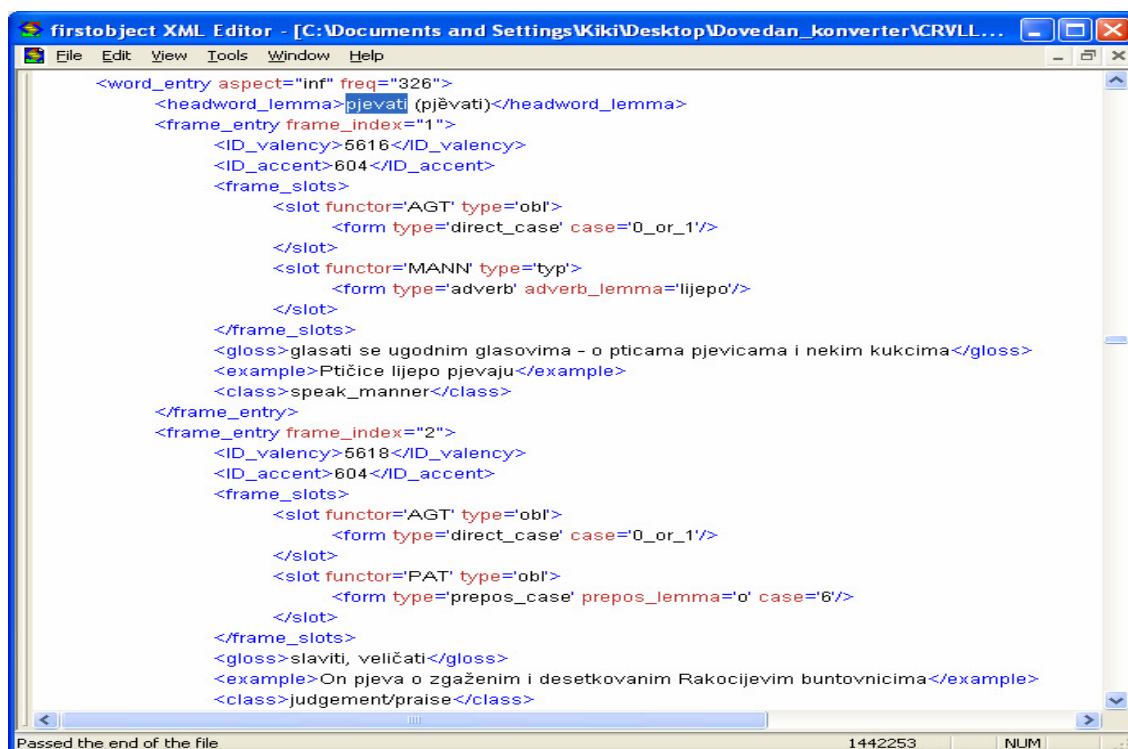 firstobject XML Editor - [C:\Documents and Settings\Kiki\Desktop\Dovedan_konverter\CRVLL...
File Edit View Tools Window Help
<word_entry aspect="inf" freq="326">
<headword_lemma>pjevati (pjȅvati)</headword_lemma>
<frame_entry frame_index="1">
<ID_valency>5616</ID_valency>
<ID_accent>604</ID_accent>
<frame_slots>
<slot functor='AGT' type='obl'>
<form type='direct_case' case='0_or_1'/>
</slot>
<slot functor='MANN' type='typ'>
<form type='adverb' adverb_lemma='lijepo'/>
</slot>
</frame_slots>
<gloss>glasati se ugodnim glasovima - o pticama pjevicama i nekim kukcima</gloss>
<example>Ptičice lijepo pjevaju</example>
<class>speak_manner</class>
</frame_entry>
<frame_entry frame_index="2">
<ID_valency>5618</ID_valency>
<ID_accent>604</ID_accent>
<frame_slots>
<slot functor='AGT' type='obl'>
<form type='direct_case' case='0_or_1'/>
</slot>
<slot functor='PAT' type='obl'>
<form type='prepos_case' prepos_lemma='o' case='6'/>
</slot>
</frame_slots>
<gloss>slaviti, veličati</gloss>
<example>On pjeva o zgaženim i desetkovanim Rakocijevim buntovnicima</example>
<class>judgement/praise</class>
Passed the end of the file 1442253 NUM